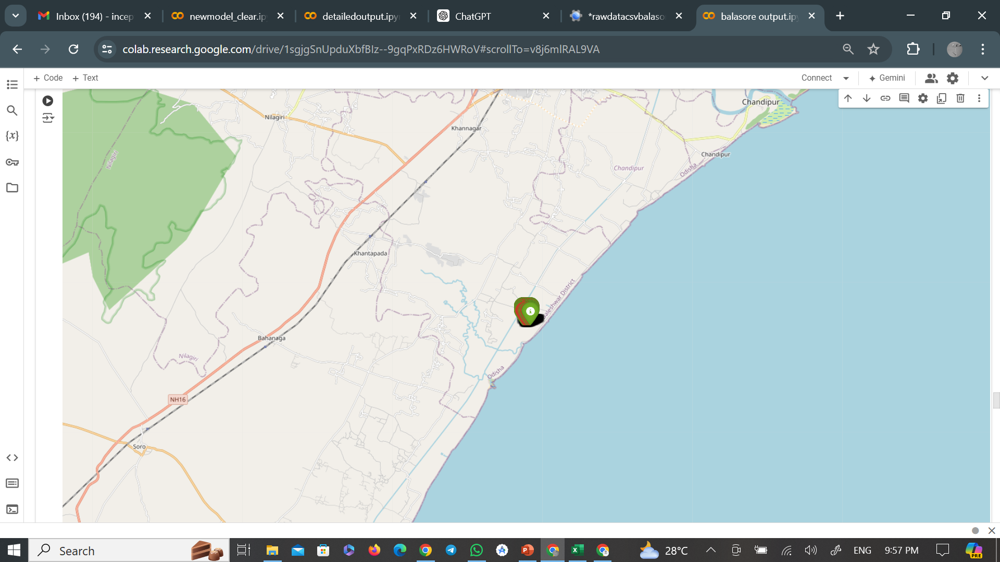 Inbox (194) - incep
newmodel_clear.ip
detailedoutput.ipy
ChatGPT
*rawdatacsvbalaso
balasore output.ip
colab.research.google.com/drive/1sgjgSnUpduXbfBIz--9gqPxRDz6HWRoV#scrollTo=v8j6mlRAL9VA
+ Code + Text
Connect
Gemini
{x}
Chandipur
Nilagiri
Khannagar
Chandipur
Nilagiri
Chandipur
Odisha
Khantapada
Baleshwar District
Bahanaga
Nilagiri
Odisha
NH16
Soro
Search
28°C
ENG
9:57 PM
PRE